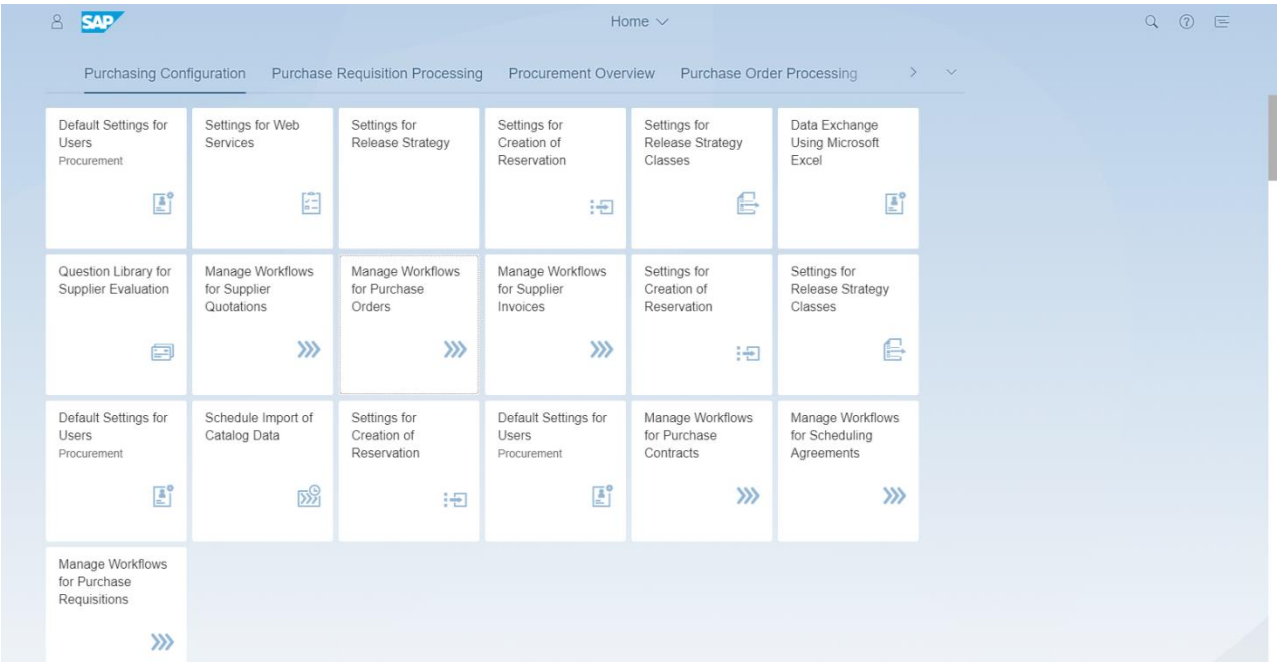 SAP
Home
Purchasing Configuration
Purchase Requisition Processing
Procurement Overview
Purchase Order Processing
Default Settings for
Users
Procurement
Settings for Web
Services
Settings for
Release Strategy
Settings for
Creation of
Reservation
Settings for
Release Strategy
Classes
Data Exchange
Using Microsoft
Excel
Question Library for
Supplier Evaluation
Manage Workflows
for Supplier
Quotations
Manage Workflows
for Purchase
Orders
Manage Workflows
for Supplier
Invoices
Settings for
Creation of
Reservation
Settings for
Release Strategy
Classes
Default Settings for
Users
Procurement
Schedule Import of
Catalog Data
Settings for
Creation of
Reservation
Default Settings for
Users
Procurement
Manage Workflows
for Purchase
Contracts
Manage Workflows
for Scheduling
Agreements
Manage Workflows
for Purchase
Requisitions